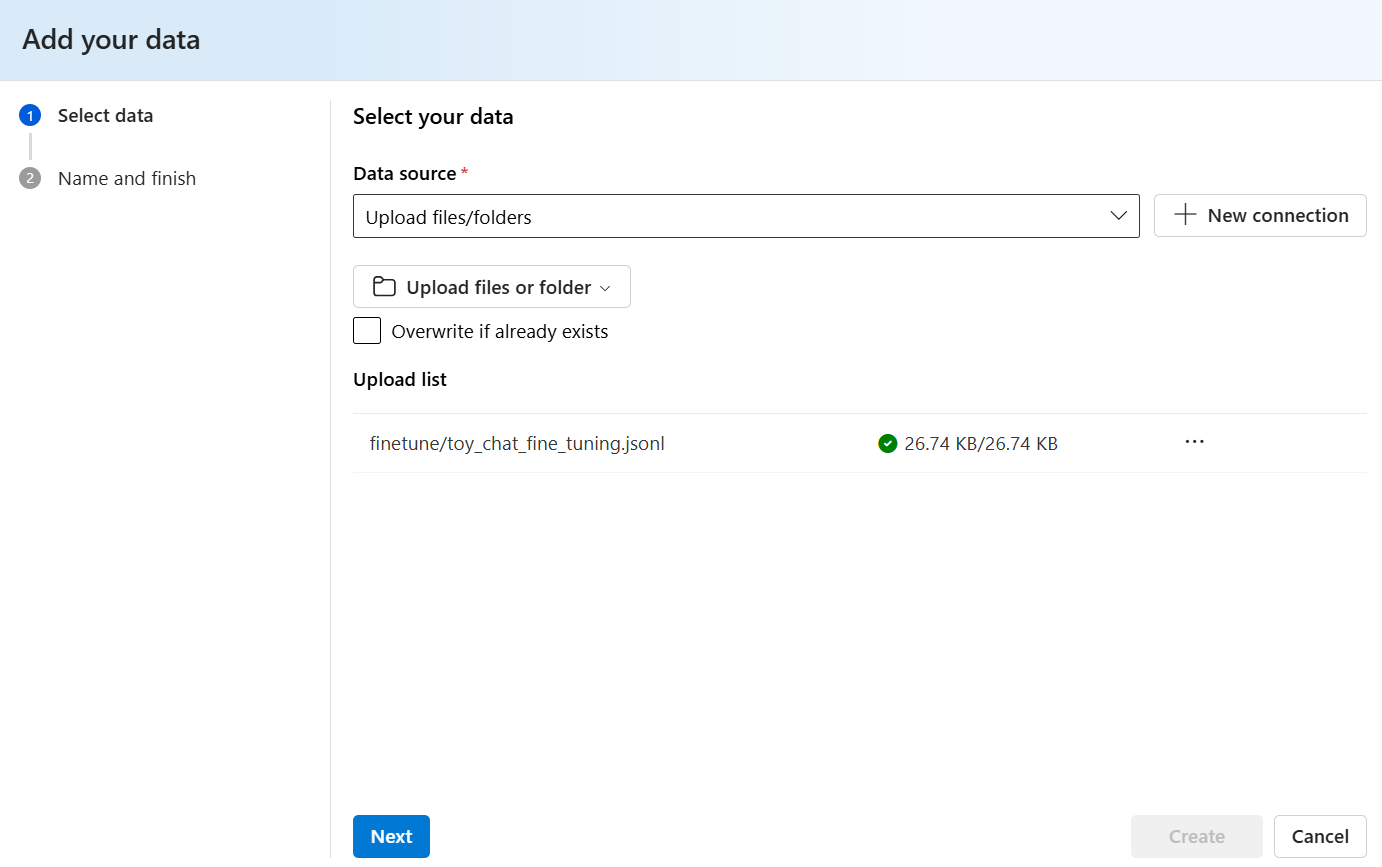 Add your data
1 Select data
2 Name and finish
Select your data
Data source *
Upload files/folders
New connection
Upload files or folder
Overwrite if already exists
Upload list
finetune/toy_chat_fine_tuning.jsonl 26.74 KB/26.74 KB ...
Next Create Cancel